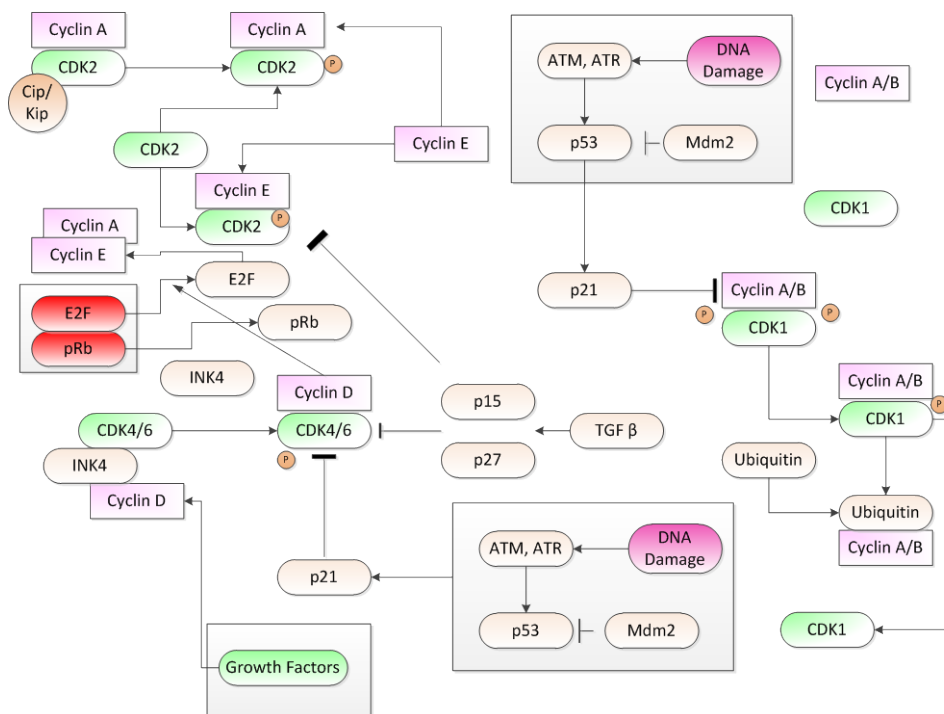 Cyclin A
CDK2
Cip/
Kip
Cyclin A
CDK2
P
CDK2
Cyclin E
Cyclin E
CDK2
P
Cyclin A
Cyclin E
E2F
E2F
pRb
pRb
INK4
Cyclin D
CDK4/6
P
CDK4/6
INK4
Cyclin D
p15
p27
TGF β
p21
Growth Factors
ATM, ATR
DNA
Damage
p53
Mdm2
ATM, ATR
DNA
Damage
p53
Mdm2
p21
Cyclin A/B
CDK1
Cyclin A/B
P
P
CDK1
Cyclin A/B
P
CDK1
Ubiquitin
Ubiquitin
Cyclin A/B
CDK1